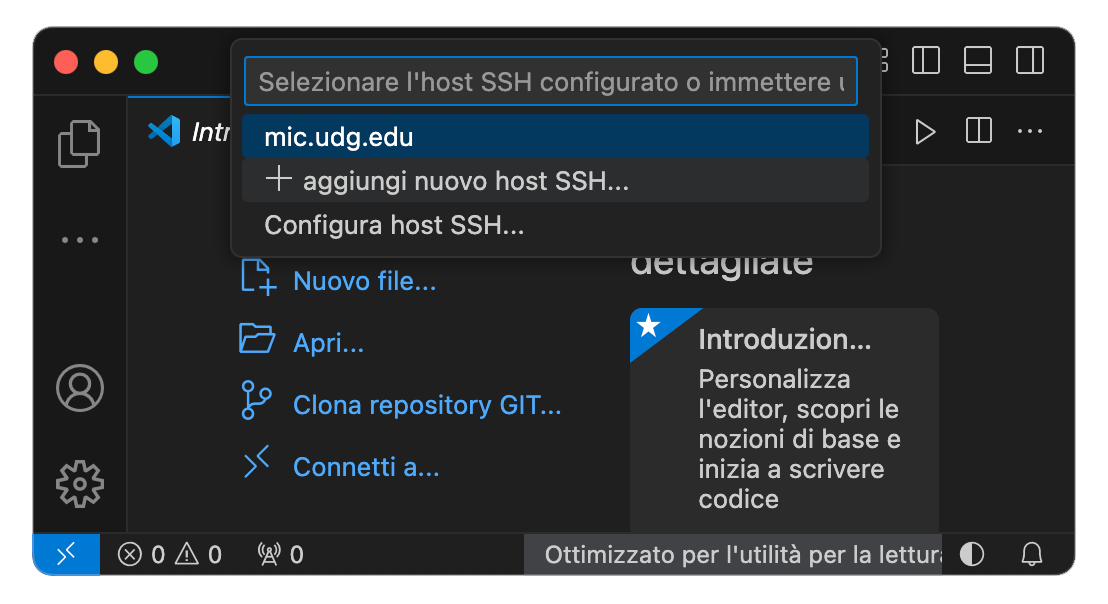 Selezionare l'host SSH configurato o immettere
mic.udg.edu
aggiungi nuovo host SSH...
Configura host SSH...
Intr
dettagliate
Nuovo file...
Apri...
Clona repository GIT...
Connetti a...
Introduzion...
Personalizza
l'editor, scopri le
nozioni di base e
inizia a scrivere
codice
0 0 0
Ottimizzato per l'utilità per la lettura